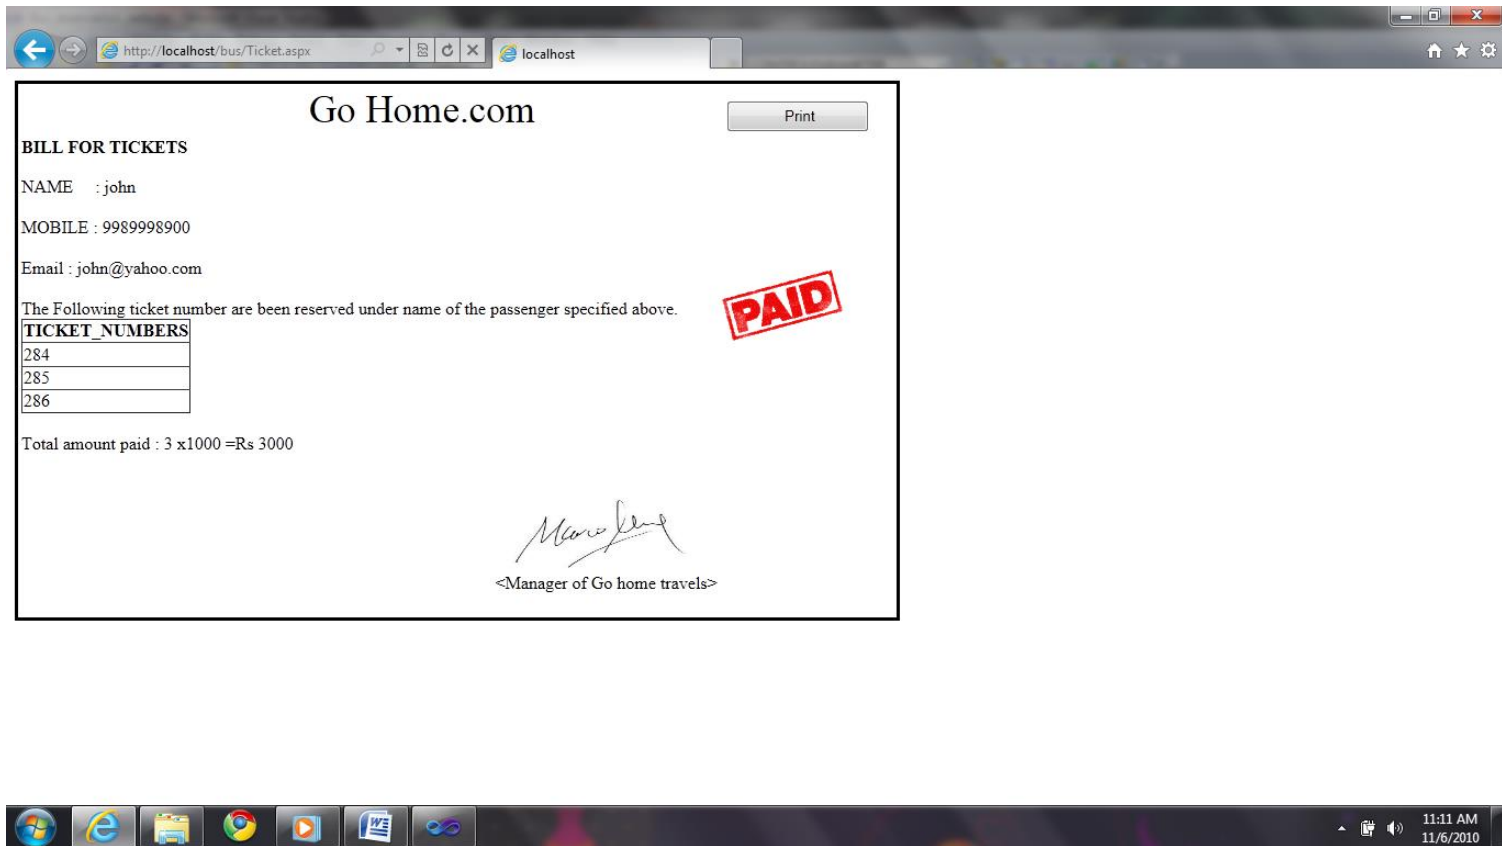 http://localhost/bus/Ticket.aspx
localhost
Go Home.com
Print
BILL FOR TICKETS
NAME : john
MOBILE : 9989998900
Email : john@yahoo.com
The Following ticket number are been reserved under name of the passenger specified above.
PAID
TICKET_NUMBERS
284
285
286
Total amount paid : 3 x1000 =Rs 3000
<Manager of Go home travels>
11:11 AM
11/6/2010